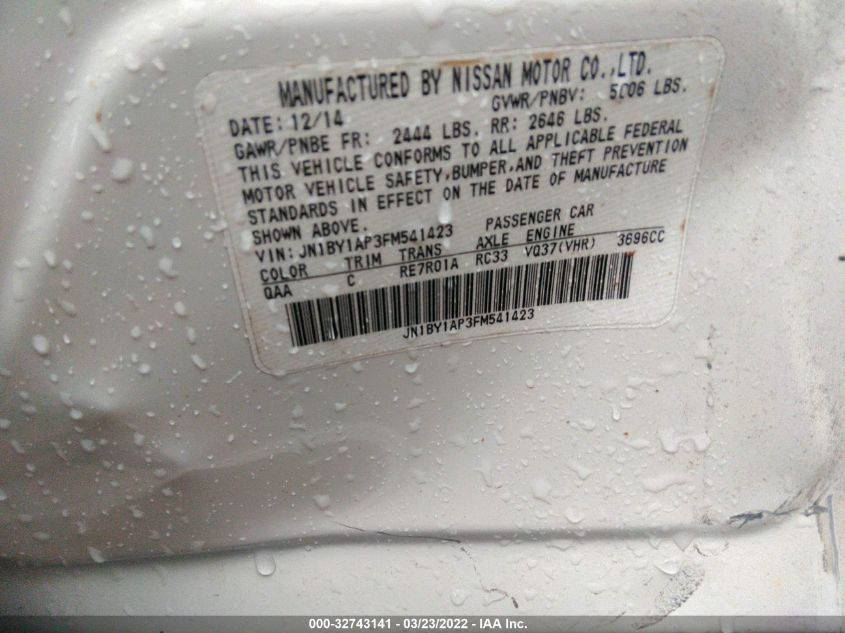 MANUFACTURED BY NISSAN MOTOR CO.,LTD.
DATE: 12/14 GVWR/PNBV: 5006 LBS.
GAWR/PNBE FR: 2444 LBS. RR: 2646 LBS.
THIS VEHICLE CONFORMS TO ALL APPLICABLE FEDERAL
MOTOR VEHICLE SAFETY,BUMPER,AND THEFT PREVENTION
STANDARDS IN EFFECT ON THE DATE OF MANUFACTURE
SHOWN ABOVE.
VIN: JN1BY1AP3FM541423 PASSENGER CAR
COLOR TRIM TRANS AXLE ENGINE
QAA C RE7R01A RC33 VQ37(VHR) 3696CC
JN1BY1AP3FM541423
000-32743141 - 03/23/2022 - IAA Inc.